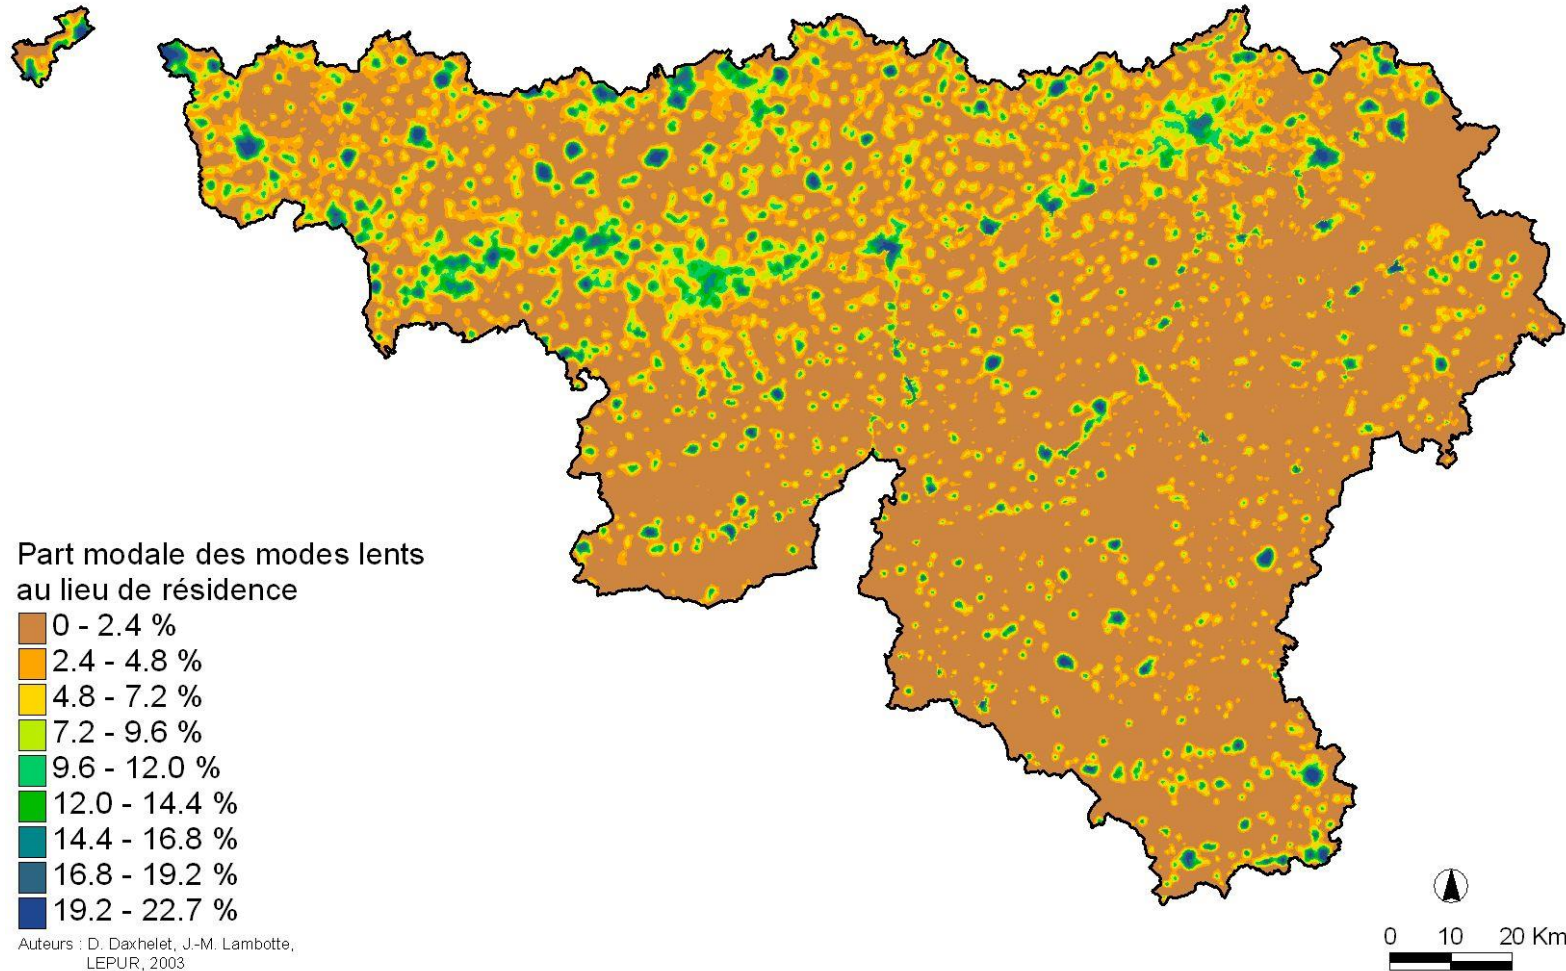 Part modale des modes lents
au lieu de résidence
0 - 2.4 %
2.4 - 4.8 %
4.8 - 7.2 %
7.2 - 9.6 %
9.6 - 12.0 %
12.0 - 14.4 %
14.4 - 16.8 %
16.8 - 19.2 %
19.2 - 22.7 %
Auteurs : D. Daxhelet, J.-M. Lambotte,
LEPUR, 2003
0 10 20 Km